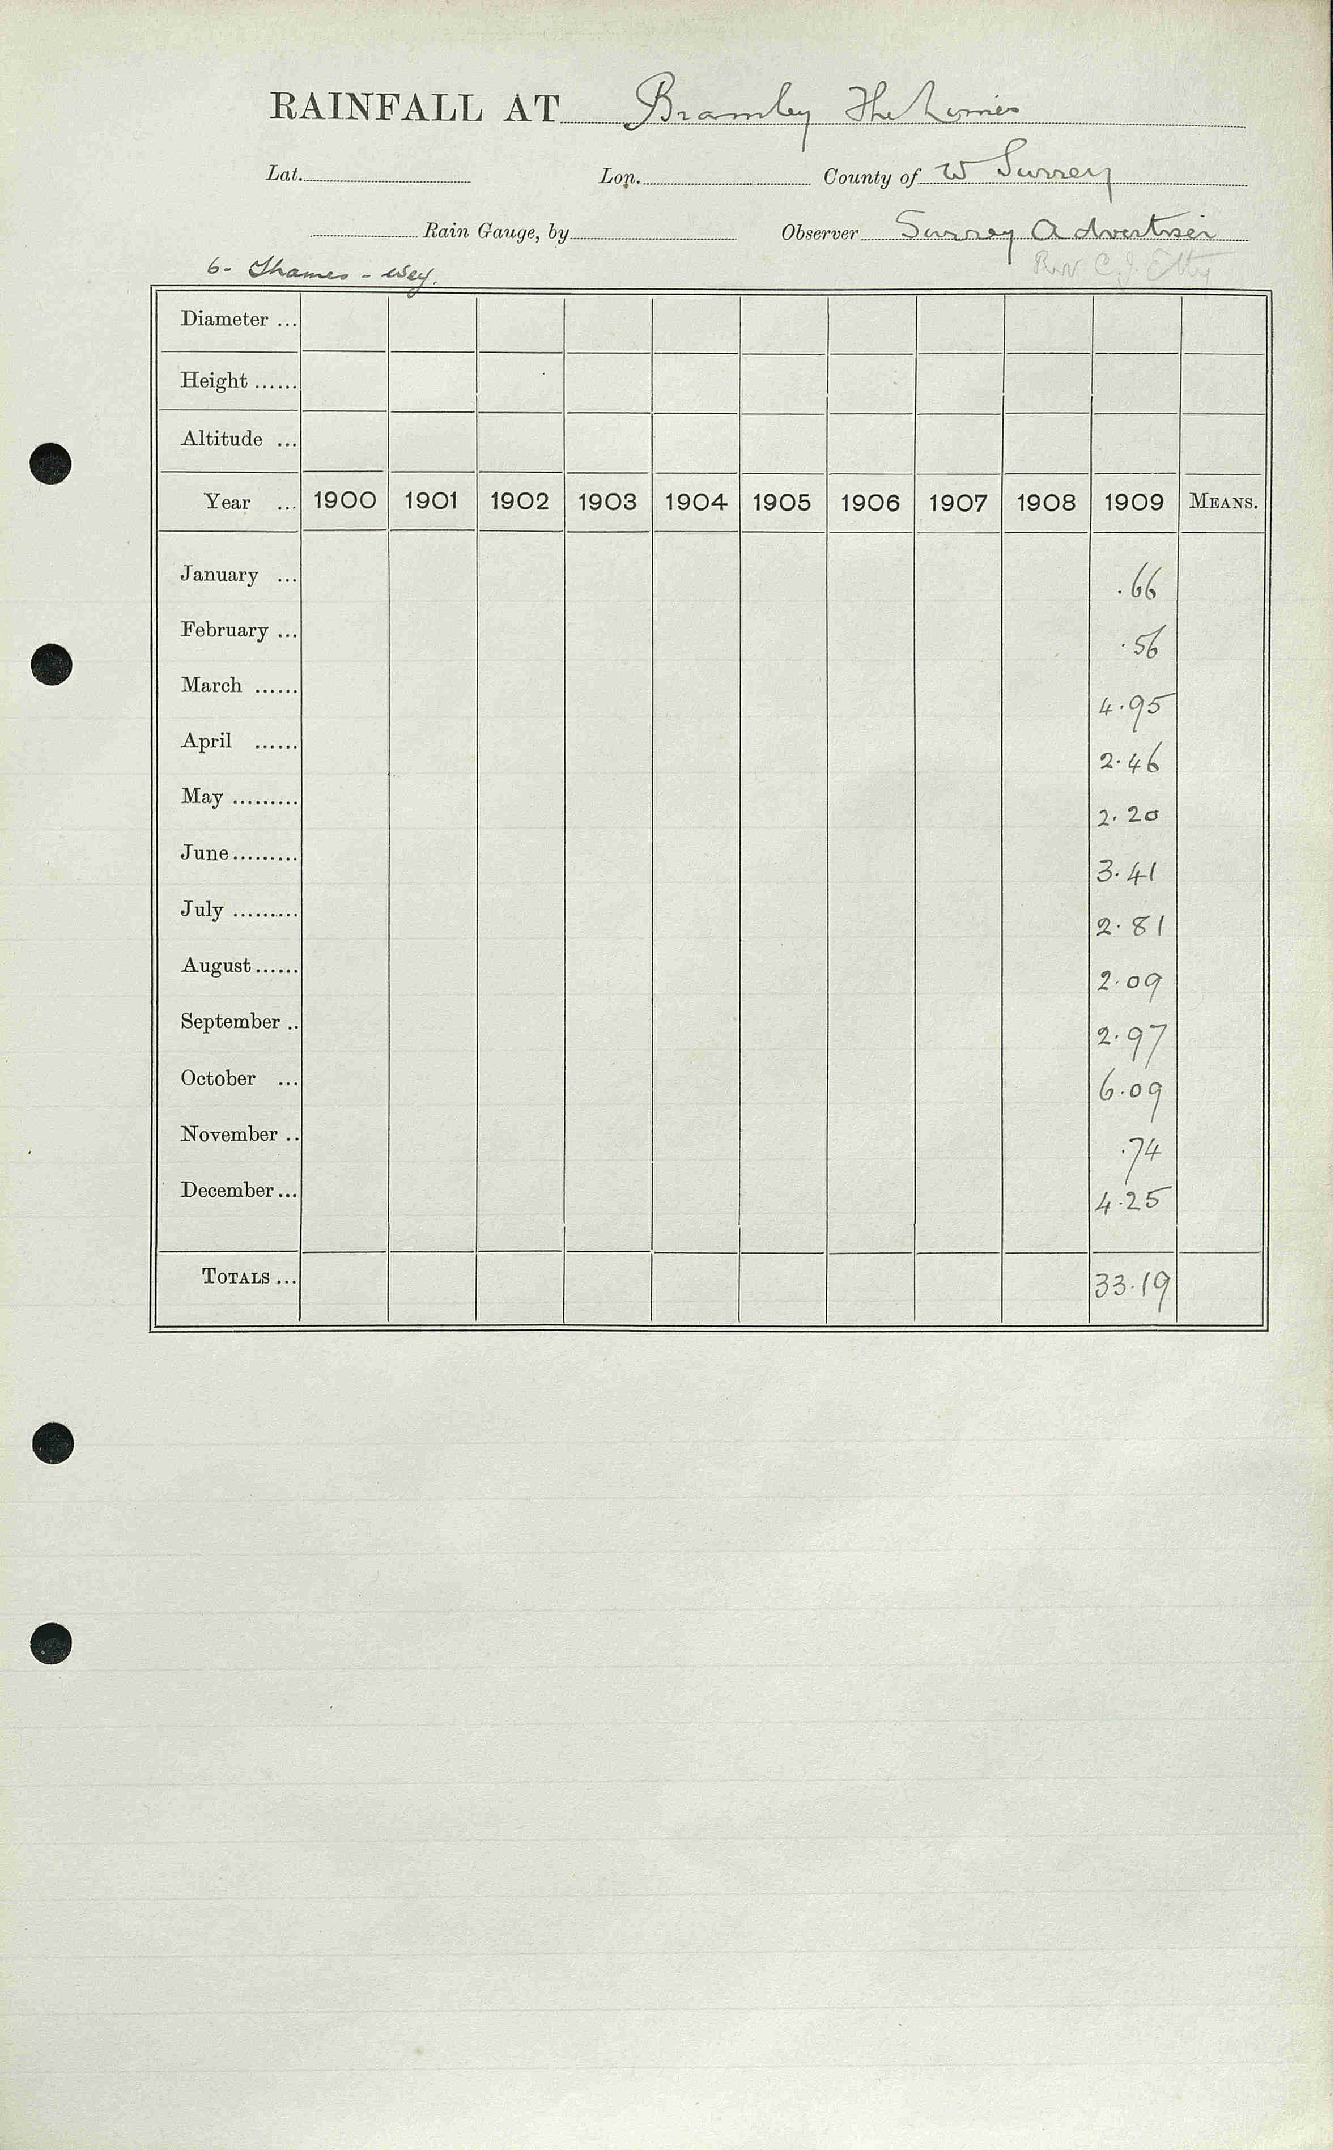 RAINFALL AT Bramley The Limes
Lat. Lon. County of W Surrey
Rain Gauge, by Observer Surrey Advertiser
Rev C. J. Etty
6 - Thames - Wey.
Diameter ...
Height ......
Altitude ...
Year ... 1900 1901 1902 1903 1904 1905 1906 1907 1908 1909 MEANS.
January ... .66
February ... .56
March ...... 4.95
April ...... 2.46
May ......... 2.20
June ......... 3.41
July ......... 2.81
August ...... 2.09
September .. 2.97
October ... 6.09
November .. .74
December ... 4.25
TOTALS ... 33.19